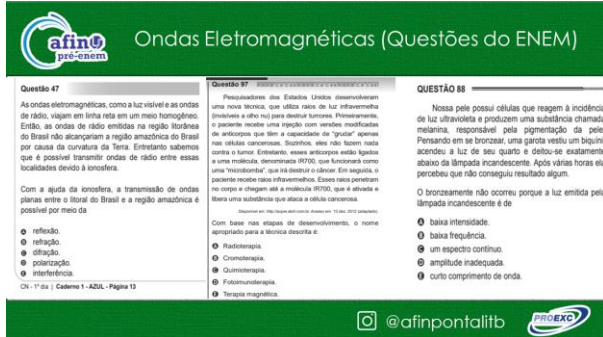 afin
pré-enem
Ondas Eletromagnéticas (Questões do ENEM)
Questão 47
As ondas eletromagnéticas, como a luz visível e as ondas
de rádio, viajam em linha reta em um meio homogêneo.
Então, as ondas de rádio emitidas na região litorânea
do Brasil não alcançariam a região amazônica do Brasil
por causa da curvatura da Terra. Entretanto sabemos
que é possível transmitir ondas de rádio entre essas
localidades devido à ionosfera.
Com a ajuda da ionosfera, a transmissão de ondas
planas entre o litoral do Brasil e a região amazônica é
possível por meio da
A reflexão.
B refração.
C difração.
D polarização.
E interferência.
CN - 1º dia | Caderno 1 - AZUL - Página 13
Questão 97
Pesquisadores dos Estados Unidos desenvolveram
uma nova técnica, que utiliza raios de luz infravermelha
(invisíveis a olho nu) para destruir tumores. Primeiramente,
o paciente recebe uma injeção com versões modificadas
de anticorpos que têm a capacidade de "grudar" apenas
nas células cancerosas. Sozinhos, eles não fazem nada
contra o tumor. Entretanto, esses anticorpos estão ligados
a uma molécula, denominada IR700, que funcionará como
uma "microbomba", que irá destruir o câncer. Em seguida, o
paciente recebe raios infravermelhos. Esses raios penetram
no corpo e chegam até a molécula IR700, que é ativada e
libera uma substância que ataca a célula cancerosa.
Disponível em: http://super.abril.com.br. Acesso em: 13 dez. 2012 (adaptado).
Com base nas etapas de desenvolvimento, o nome
apropriado para a técnica descrita é:
A Radioterapia.
B Cromoterapia.
C Quimioterapia.
D Fotoimunoterapia.
E Terapia magnética.
QUESTÃO 88
Nossa pele possui células que reagem à incidência
de luz ultravioleta e produzem uma substância chamada
melanina, responsável pela pigmentação da pele
Pensando em se bronzear, uma garota vestiu um biquíni
acendeu a luz de seu quarto e deitou-se exatamente
abaixo da lâmpada incandescente. Após várias horas ela
percebeu que não conseguiu resultado algum.
O bronzeamento não ocorreu porque a luz emitida pela
lâmpada incandescente é de
A baixa intensidade.
B baixa frequência.
C um espectro contínuo.
D amplitude inadequada.
E curto comprimento de onda.
@afinpontalitb
PROEXC